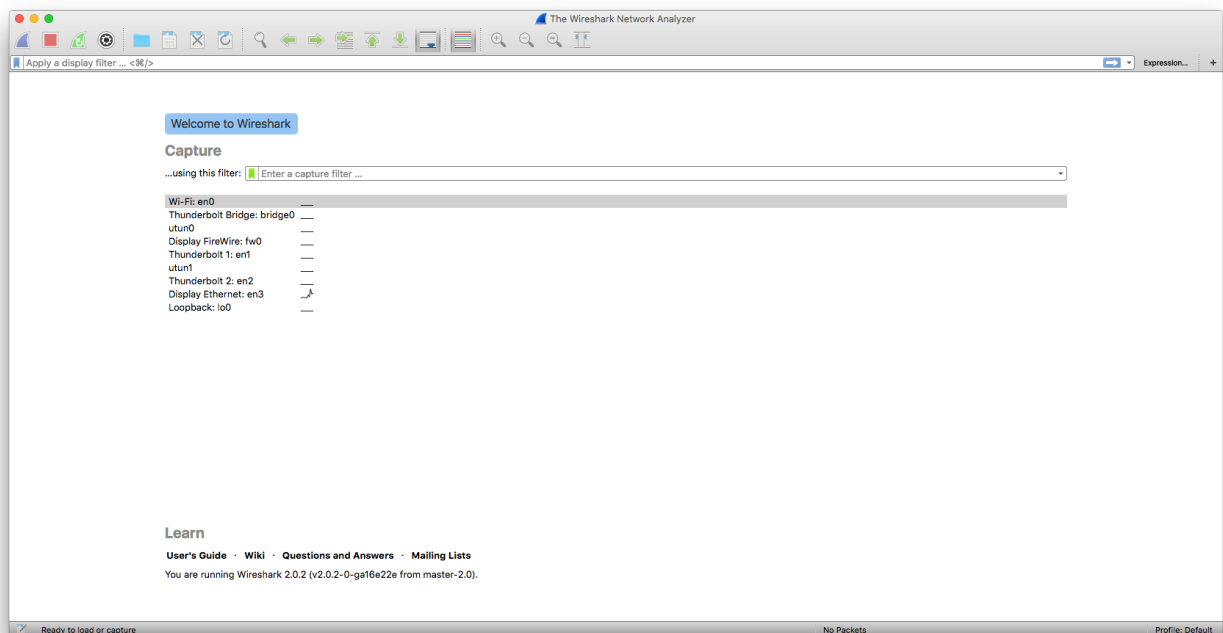 The Wireshark Network Analyzer
Apply a display filter ... <⌘/>
Expression... +
Welcome to Wireshark
Capture
...using this filter: Enter a capture filter ...
Wi-Fi: en0
Thunderbolt Bridge: bridge0
utun0
Display FireWire: fw0
Thunderbolt 1: en1
utun1
Thunderbolt 2: en2
Display Ethernet: en3
Loopback: lo0
Learn
User's Guide · Wiki · Questions and Answers · Mailing Lists
You are running Wireshark 2.0.2 (v2.0.2-0-ga16e22e from master-2.0).
Ready to load or capture No Packets Profile: Default